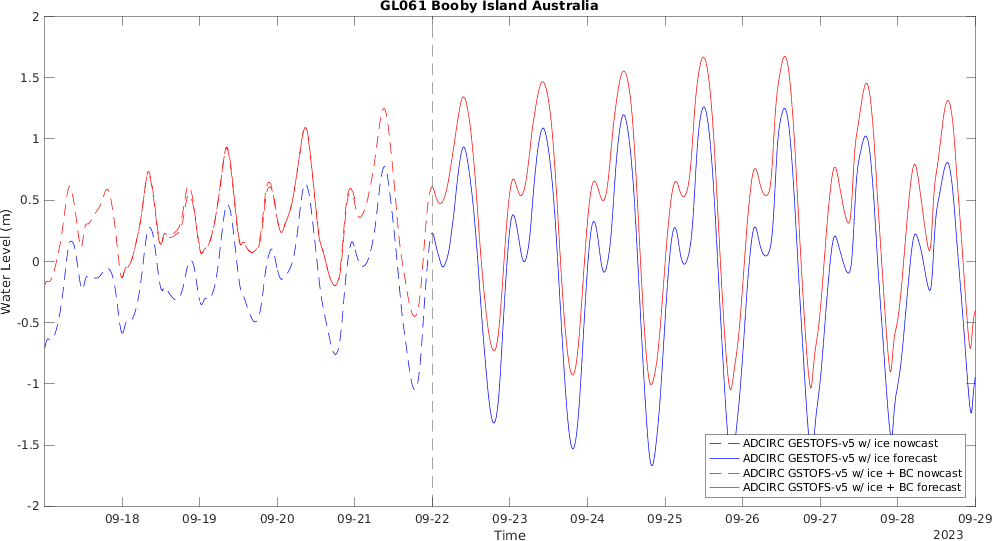 GL061 Booby Island Australia
Water Level (m)
2
1.5
1
0.5
0
-0.5
-1
-1.5
-2
ADCIRC GESTOFS-v5 w/ ice nowcast
ADCIRC GESTOFS-v5 w/ ice forecast
ADCIRC GSTOFS-v5 w/ ice + BC nowcast
ADCIRC GSTOFS-v5 w/ ice + BC forecast
09-18 09-19 09-20 09-21 09-22 09-23 09-24 09-25 09-26 09-27 09-28 09-29
Time
2023